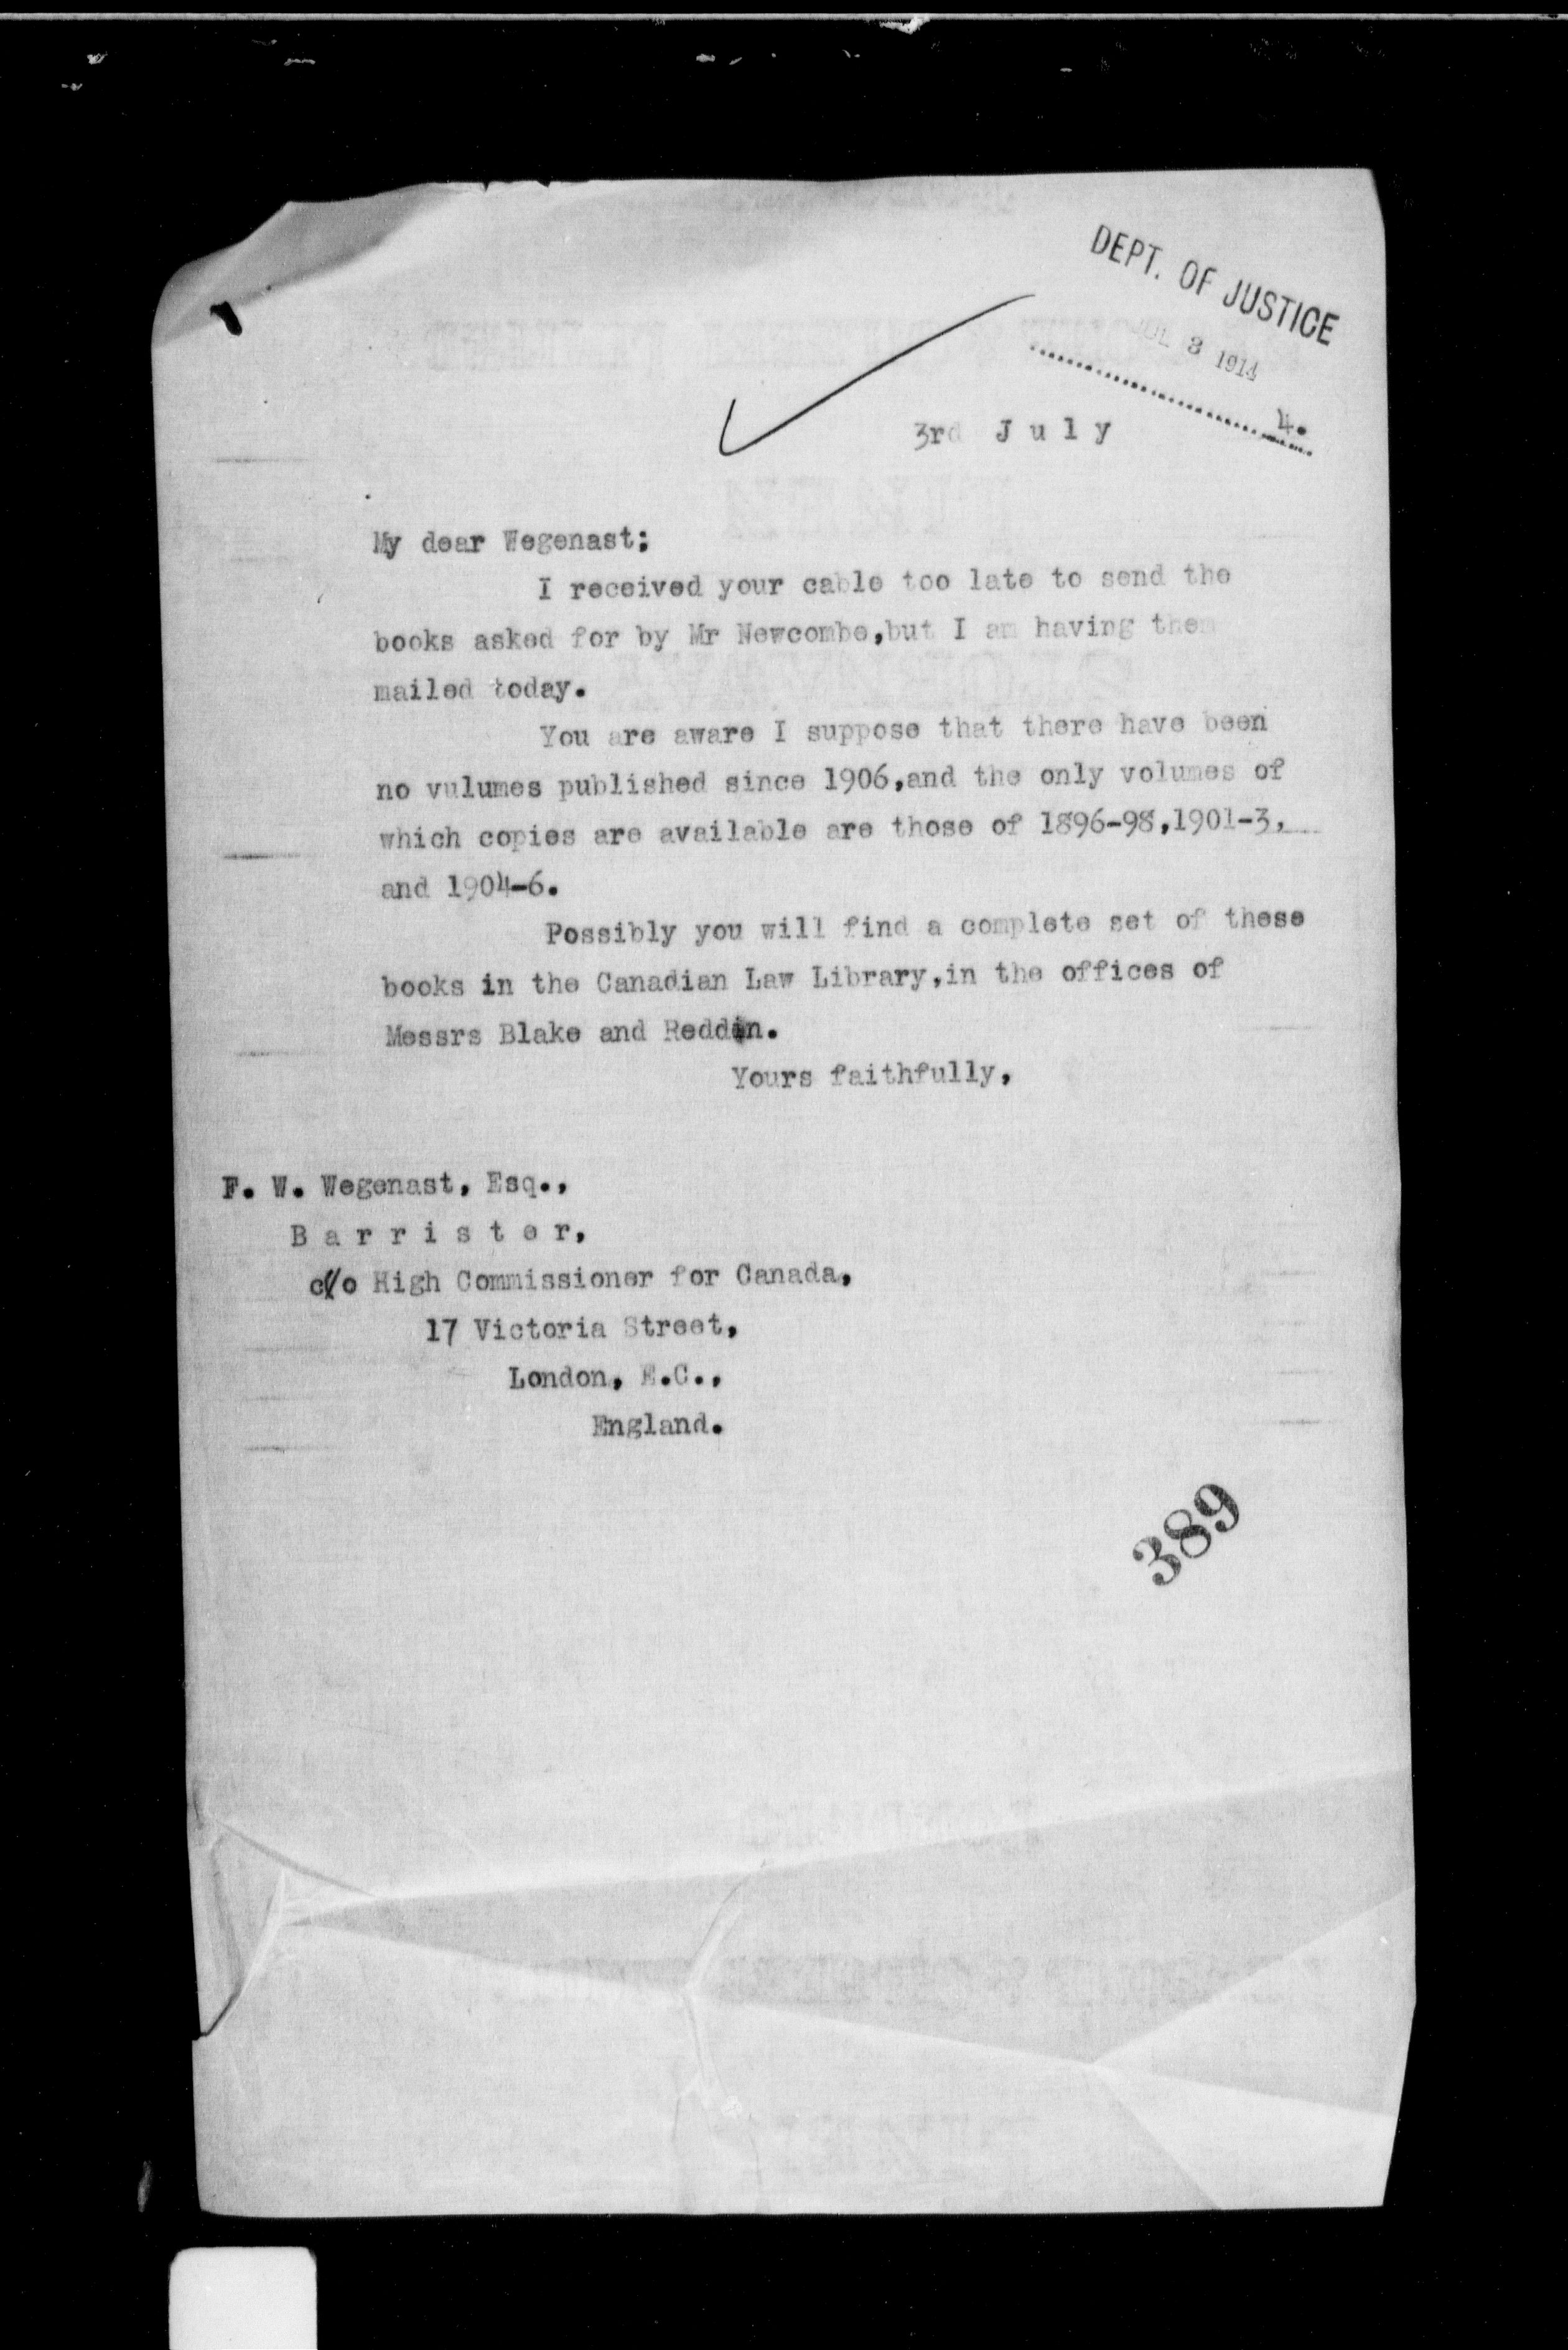 DEPT. OF JUSTICE
JUL 3 1914
3rd J u l y 4.
My dear Wegenast:
I received your cable too late to send the
books asked for by Mr Newcombe,but I am having them
mailed today.
You are aware I suppose that there have been
no vulumes published since 1906,and the only volumes of
which copies are available are those of 1896-98,1901-3,
and 1904-6.
Possibly you will find a complete set of these
books in the Canadian Law Library,in the offices of
Messrs Blake and Reddin.
Yours faithfully,
F. W. Wegenast, Esq.,
B a r r i s t e r,
c/o High Commissioner for Canada,
17 Victoria Street,
London, E.C.,
England.
389